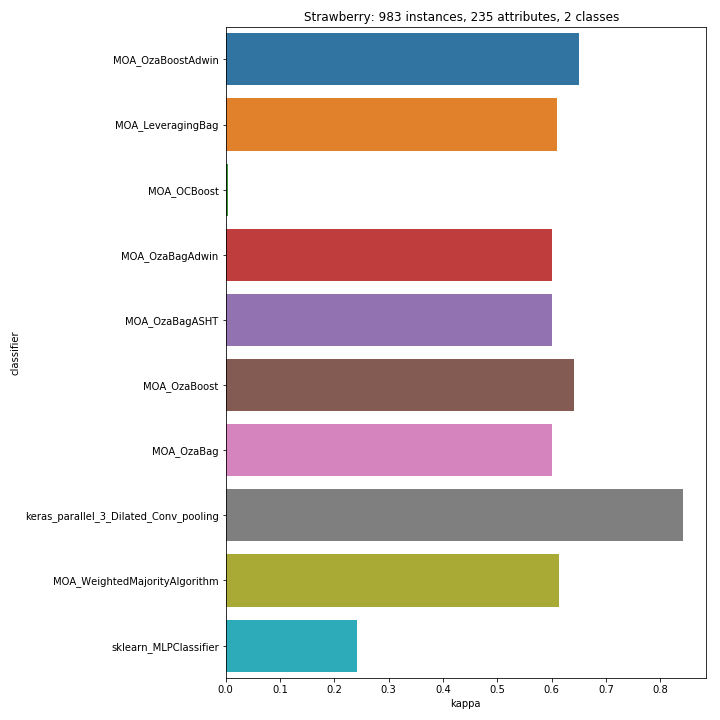 Strawberry: 983 instances, 235 attributes, 2 classes
classifier
MOA_OzaBoostAdwin
MOA_LeveragingBag
MOA_OCBoost
MOA_OzaBagAdwin
MOA_OzaBagASHT
MOA_OzaBoost
MOA_OzaBag
keras_parallel_3_Dilated_Conv_pooling
MOA_WeightedMajorityAlgorithm
sklearn_MLPClassifier
0.0 0.1 0.2 0.3 0.4 0.5 0.6 0.7 0.8
kappa